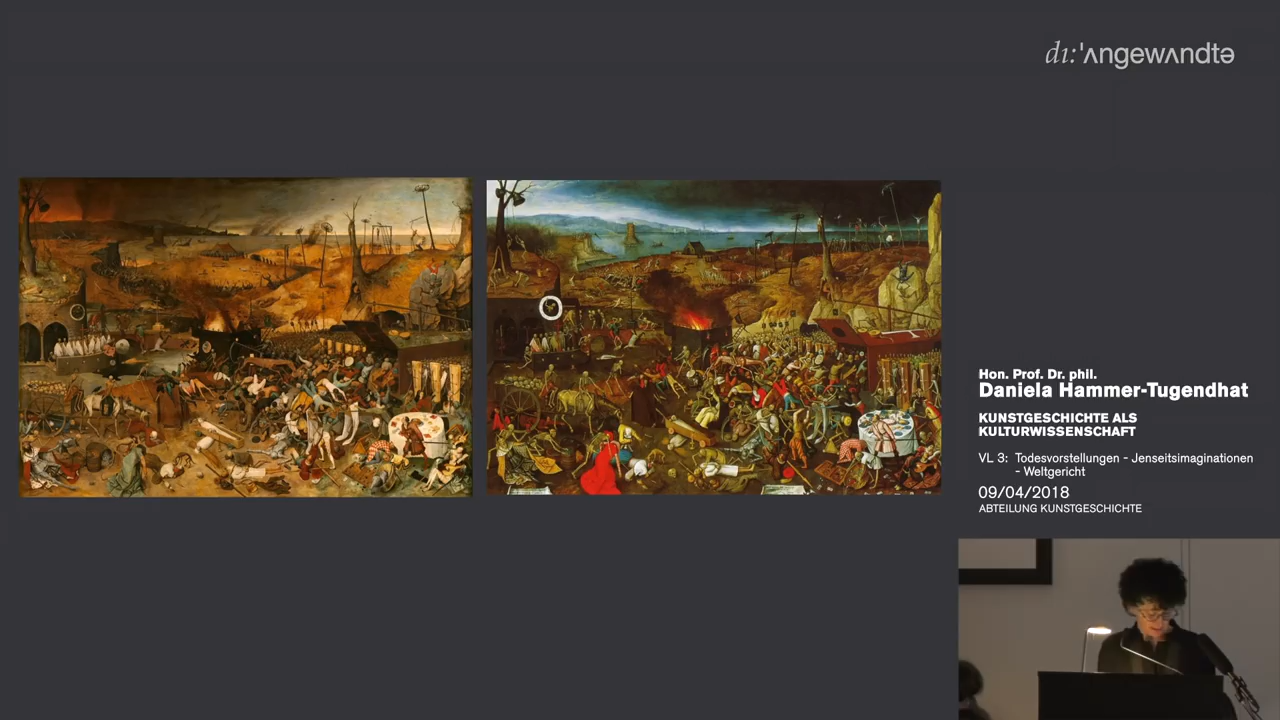 dı:'ʌngewʌndtə
Hon. Prof. Dr. phil.
Daniela Hammer-Tugendhat
KUNSTGESCHICHTE ALS
KULTURWISSENSCHAFT
VL 3: Todesvorstellungen - Jenseitsimaginationen
- Weltgericht
09/04/2018
ABTEILUNG KUNSTGESCHICHTE